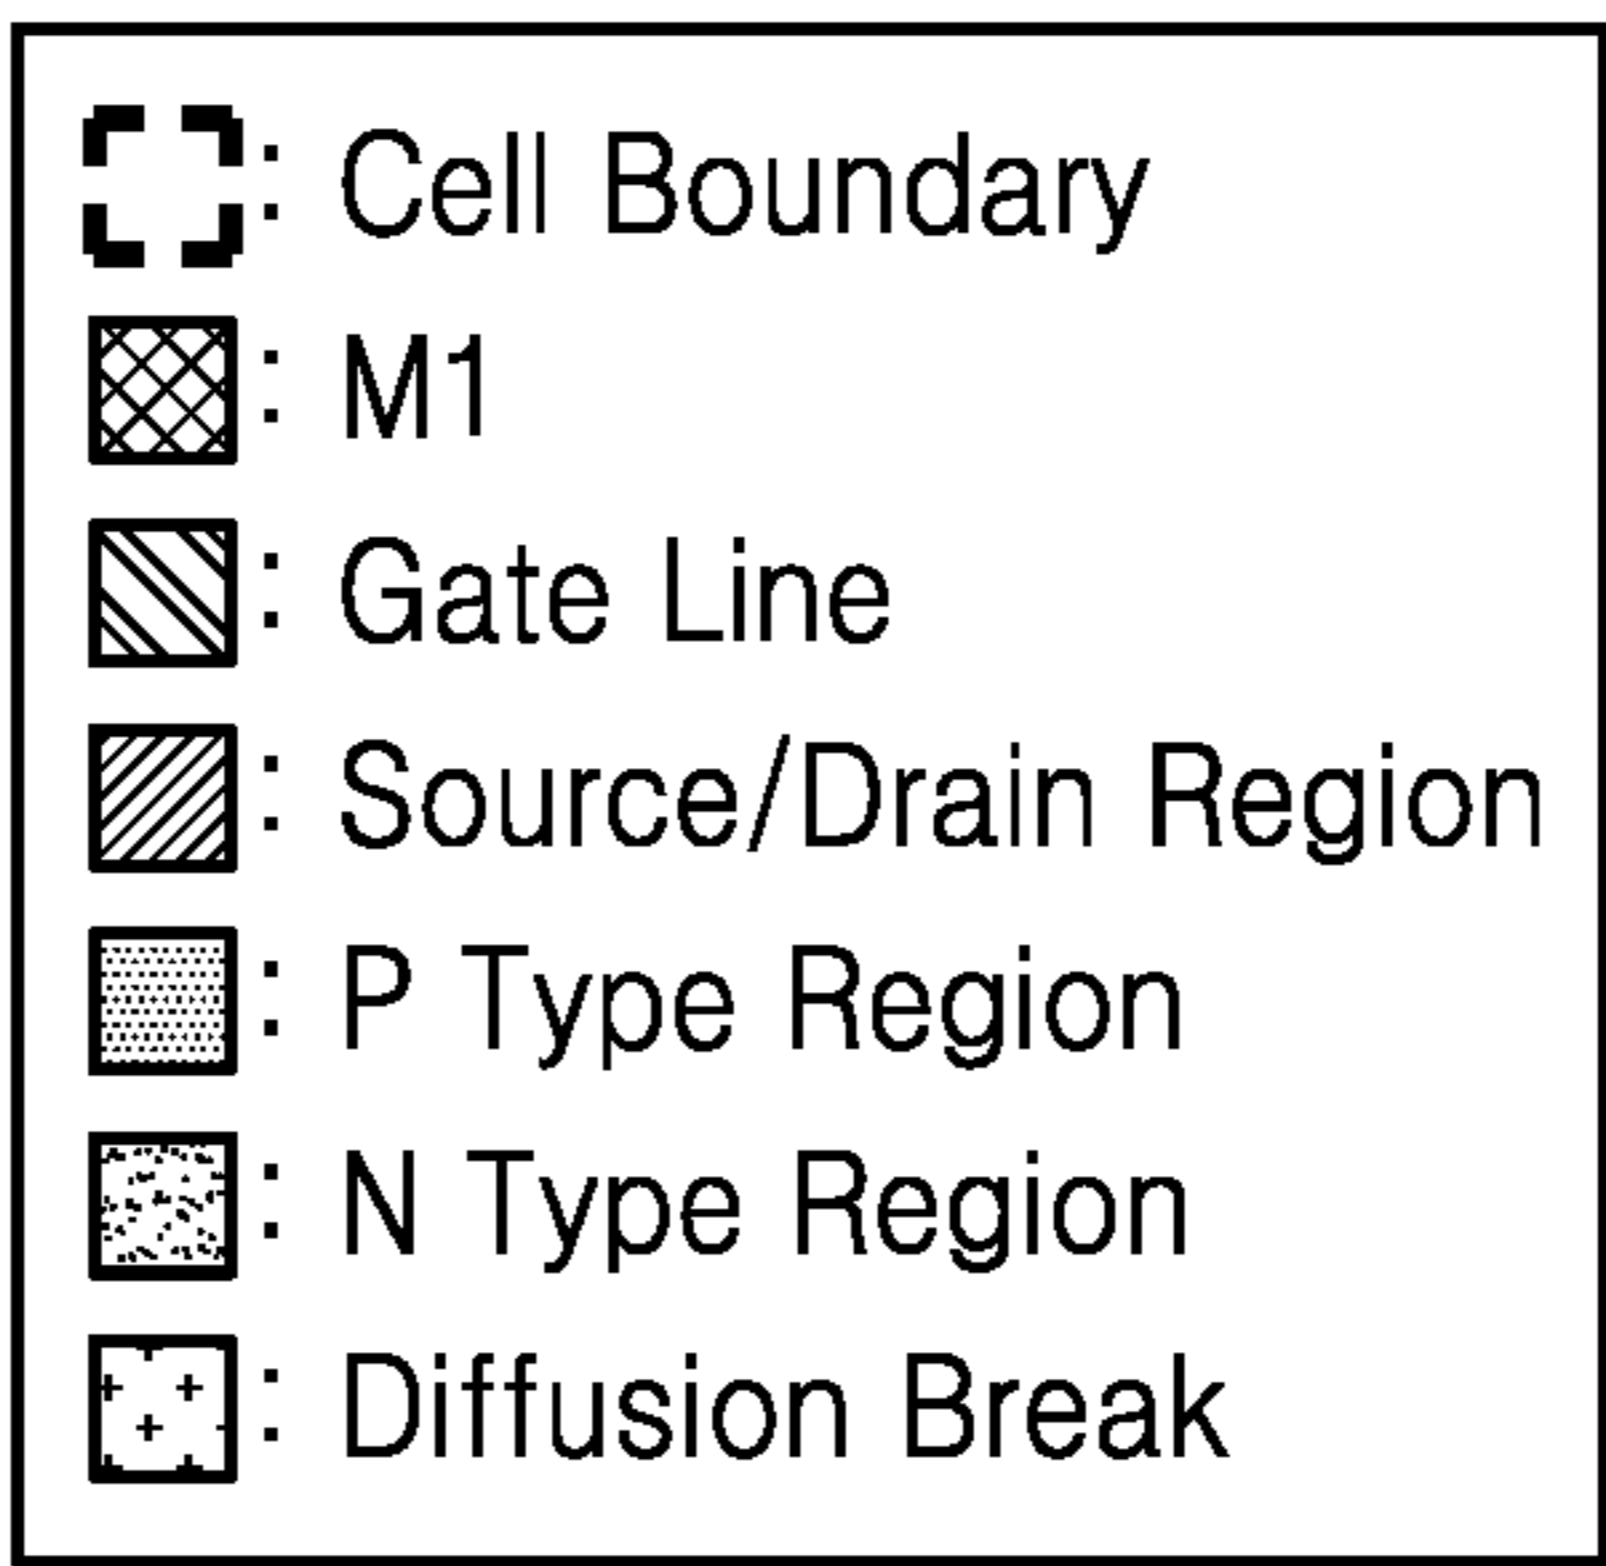 : Cell Boundary
: M1
: Gate Line
: Source/Drain Region
: P Type Region
: N Type Region
: Diffusion Break